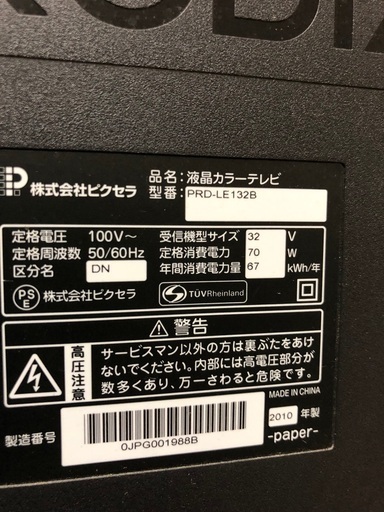 品名：液晶カラーテレビ
株式会社ピクセラ
型番：PRD-LE132B
定格電圧 100V～ 受信機型サイズ 32 V
定格周波数 50/60Hz 定格消費電力 70 W
区分名 DN 年間消費電力量 67 kWh/年
PSE 株式会社ピクセラ TÜVRheinland
警告
高圧注意
サービスマン以外の方は裏ぶたをあけ
ないでください。内部には高電圧部分が
数多くあり、万一さわると危険です。
MADE IN CHINA
2010 年製
製造番号
0JPG001988B
-paper-